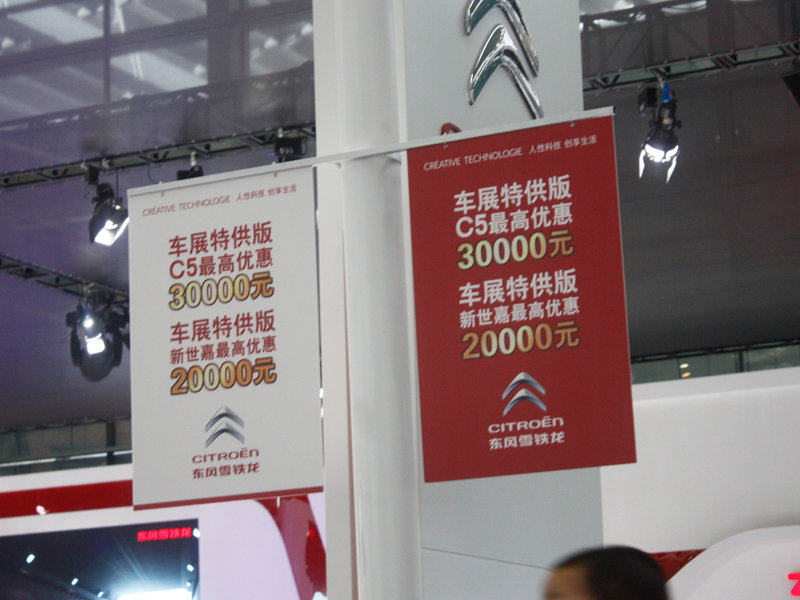 CRÉATIVE TECHNOLOGIE 人性科技 创享生活
车展特供版
C5最高优惠
30000元
车展特供版
新世嘉最高优惠
20000元
CITROËN
东风雪铁龙
CRÉATIVE TECHNOLOGIE 人性科技 创享生活
车展特供版
C5最高优惠
30000元
车展特供版
新世嘉最高优惠
20000元
CITROËN
东风雪铁龙
东风雪铁龙